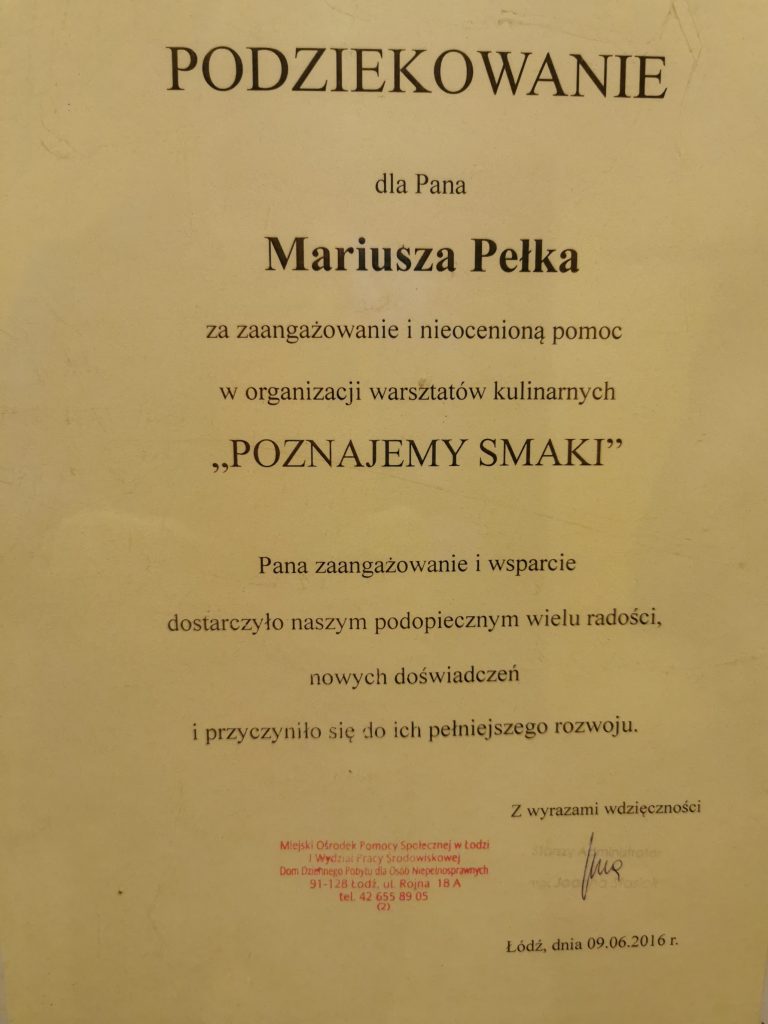 PODZIEKOWANIE
dla Pana
Mariusza Pełka
za zaangażowanie i nieocenioną pomoc
w organizacji warsztatów kulinarnych
„POZNAJEMY SMAKI”
Pana zaangażowanie i wsparcie
dostarczyło naszym podopiecznym wielu radości,
nowych doświadczeń
i przyczyniło się do ich pełniejszego rozwoju.
Z wyrazami wdzięczności
Miejski Ośrodek Pomocy Społecznej w Łodzi
I Wydział Pracy Środowiskowej
Dom Dziennego Pobytu dla Osób Niepełnosprawnych
91-128 Łódź, ul. Rojna 18 A
tel. 42 655 89 05
(2)
Łódź, dnia 09.06.2016 r.